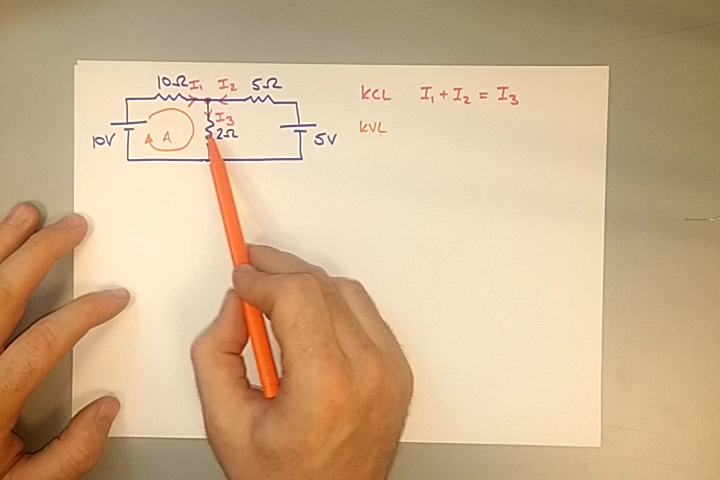 10Ω I₁ I₂ 5Ω
KCL I₁ + I₂ = I₃
I₃
2Ω
10V A 5V
KVL